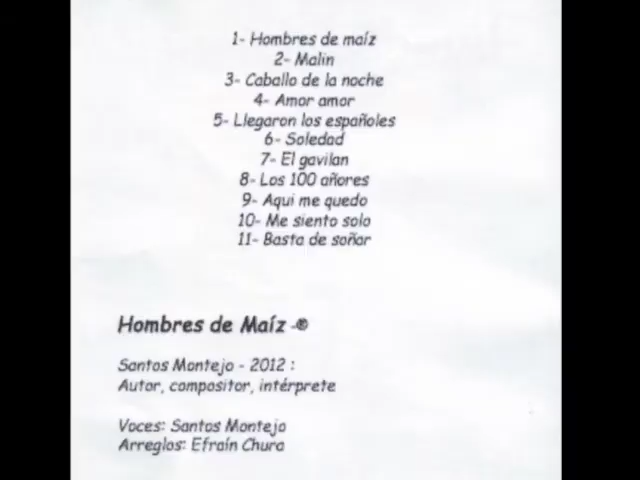 1- Hombres de maíz
2- Malin
3- Caballo de la noche
4- Amor amor
5- Llegaron los españoles
6- Soledad
7- El gavilan
8- Los 100 añores
9- Aqui me quedo
10- Me siento solo
11- Basta de soñar
Hombres de Maíz -®
Santos Montejo - 2012 :
Autor, compositor, intérprete
Voces: Santos Montejo
Arreglos: Efraín Chura